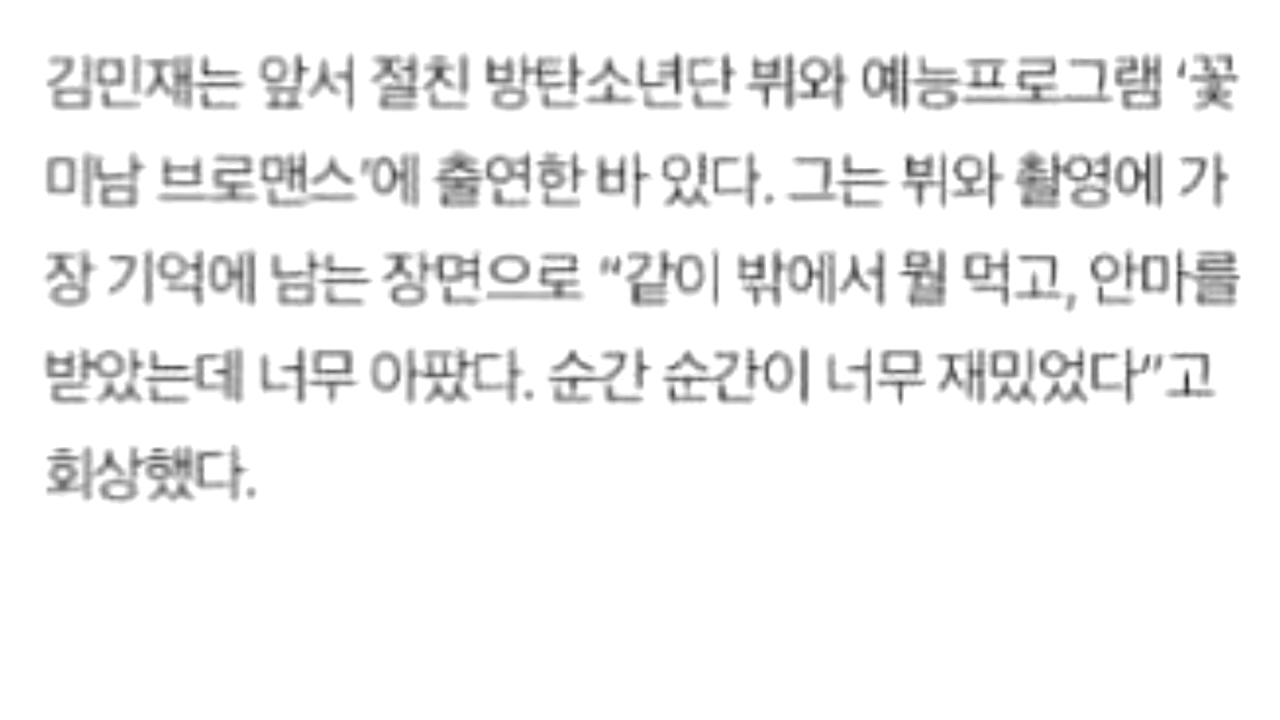 김민재는 앞서 절친 방탄소년단 뷔와 예능프로그램 ‘꽃
미남 브로맨스’에 출연한 바 있다. 그는 뷔와 촬영에 가
장 기억에 남는 장면으로 “같이 밖에서 뭘 먹고, 안마를
받았는데 너무 아팠다. 순간 순간이 너무 재밌었다”고
회상했다.